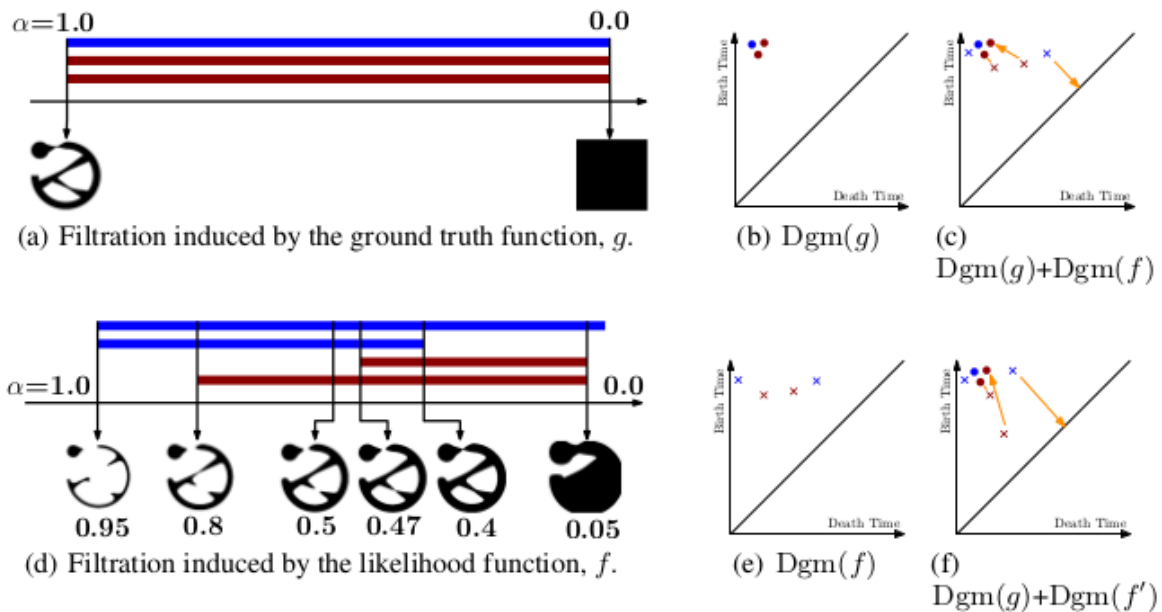 α=1.0
0.0
(a) Filtration induced by the ground truth function, g.
Birth Time
Death Time
(b) Dgm(g)
Birth Time
Death Time
(c)
Dgm(g)+Dgm(f)
α=1.0
0.0
0.95
0.8
0.5
0.47
0.4
0.05
(d) Filtration induced by the likelihood function, f.
Birth Time
Death Time
(e) Dgm(f)
Birth Time
Death Time
(f)
Dgm(g)+Dgm(f′)